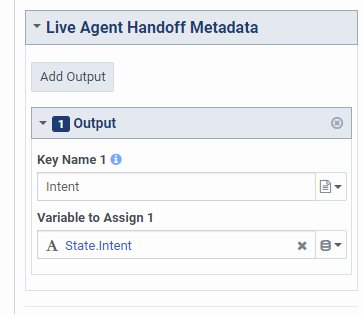 Live Agent Handoff Metadata
Add Output
1 Output
Key Name 1
Intent
Variable to Assign 1
A State.Intent